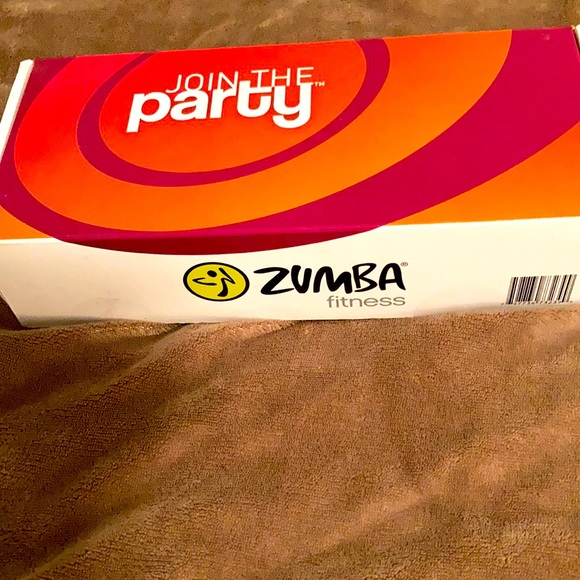 JOIN THE
party™
ZUMBA®
fitness